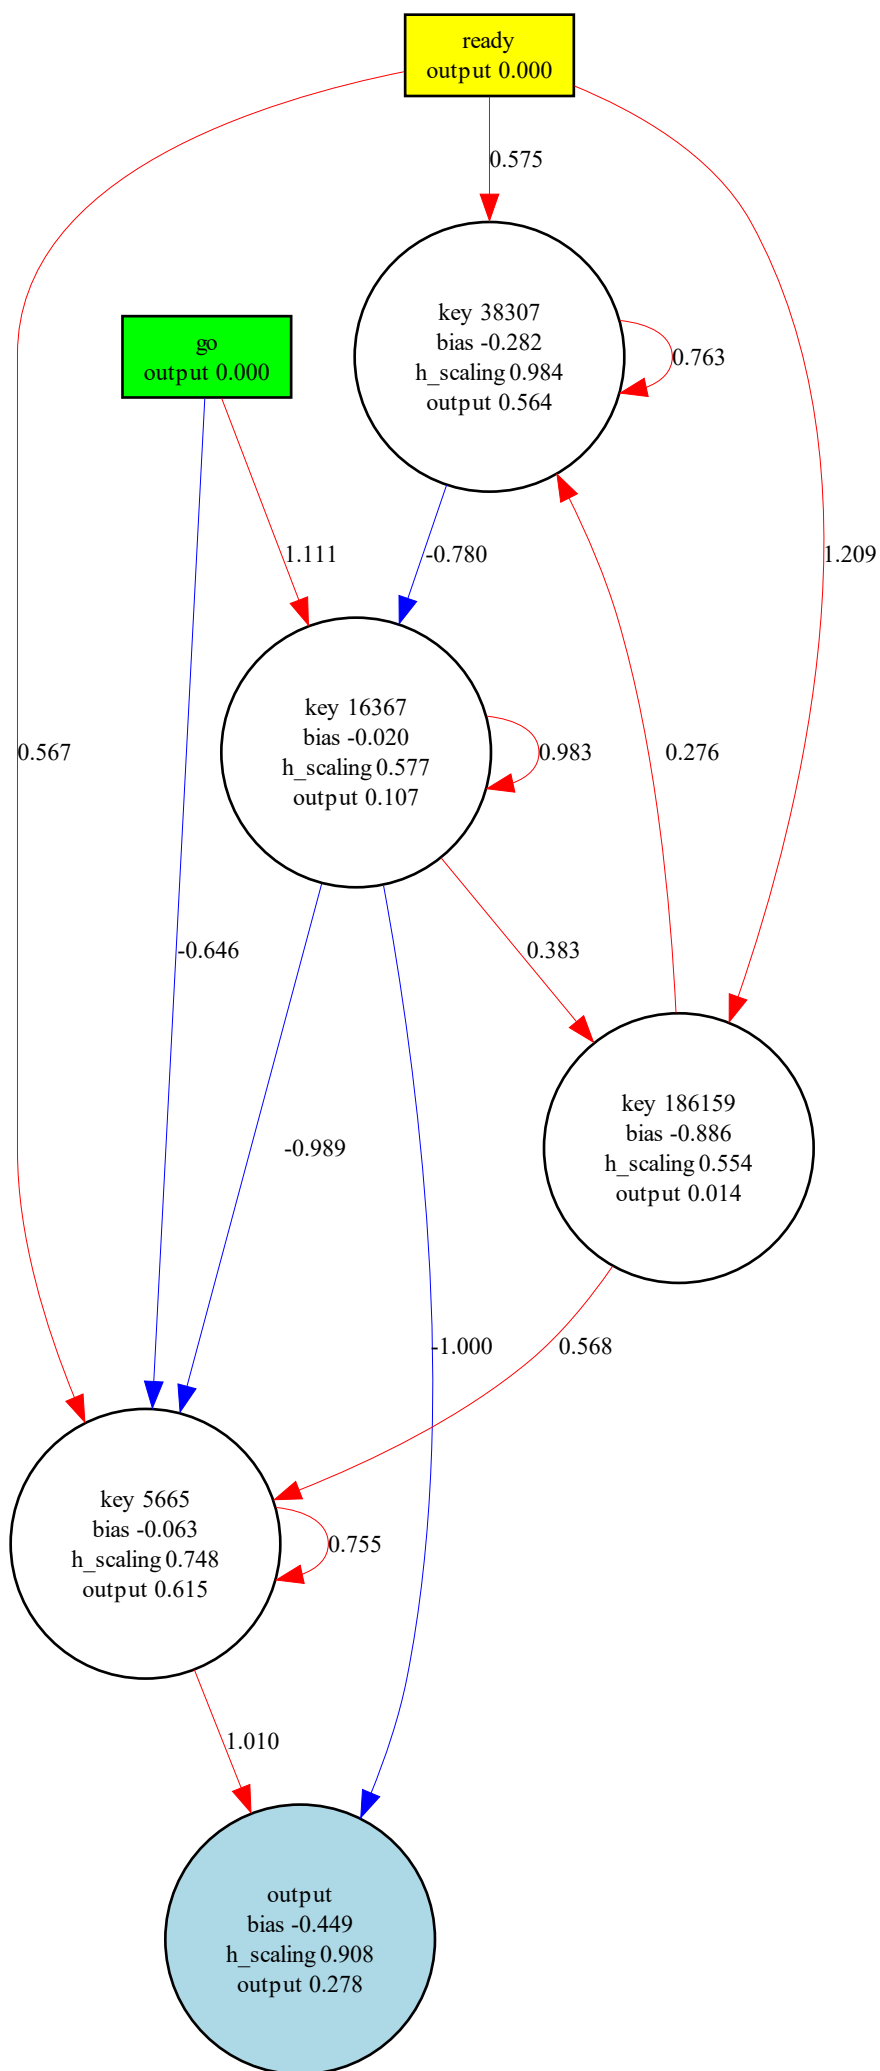 ready
output 0.000
0.575
go
output 0.000
key 38307
bias -0.282
h_scaling 0.984
output 0.564
0.763
1.111
-0.780
1.209
key 16367
bias -0.020
h_scaling 0.577
output 0.107
0.567
0.983
0.276
-0.646
0.383
key 186159
bias -0.886
h_scaling 0.554
output 0.014
-0.989
-1.000
0.568
key 5665
bias -0.063
h_scaling 0.748
output 0.615
0.755
1.010
output
bias -0.449
h_scaling 0.908
output 0.278